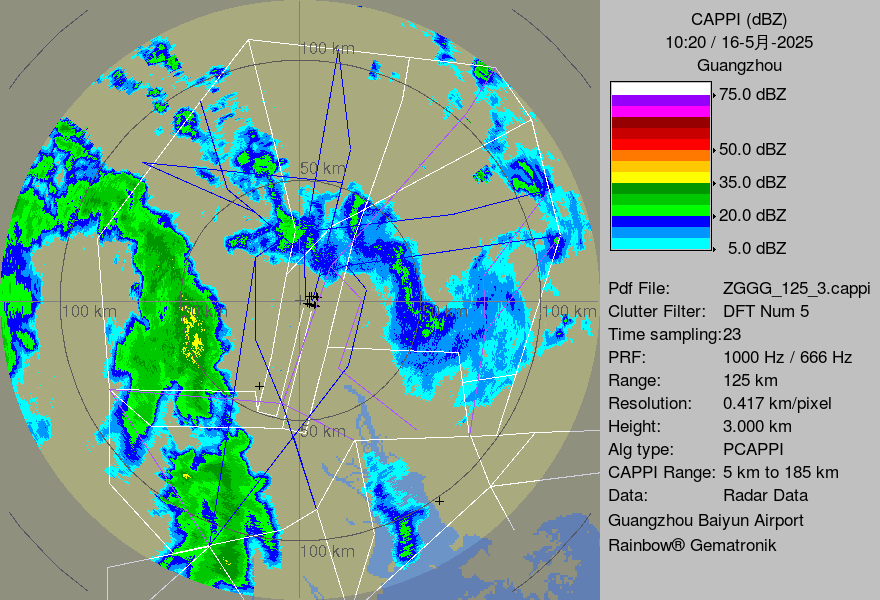 CAPPI (dBZ)
10:20 / 16-5月-2025
Guangzhou
75.0 dBZ
50.0 dBZ
35.0 dBZ
20.0 dBZ
5.0 dBZ
Pdf File: ZGGG_125_3.cappi
Clutter Filter: DFT Num 5
Time sampling:23
PRF: 1000 Hz / 666 Hz
Range: 125 km
Resolution: 0.417 km/pixel
Height: 3.000 km
Alg type: PCAPPI
CAPPI Range: 5 km to 185 km
Data: Radar Data
Guangzhou Baiyun Airport
Rainbow® Gematronik
100 km
50 km
100 km
50 km
50 km
100 km
50 km
100 km